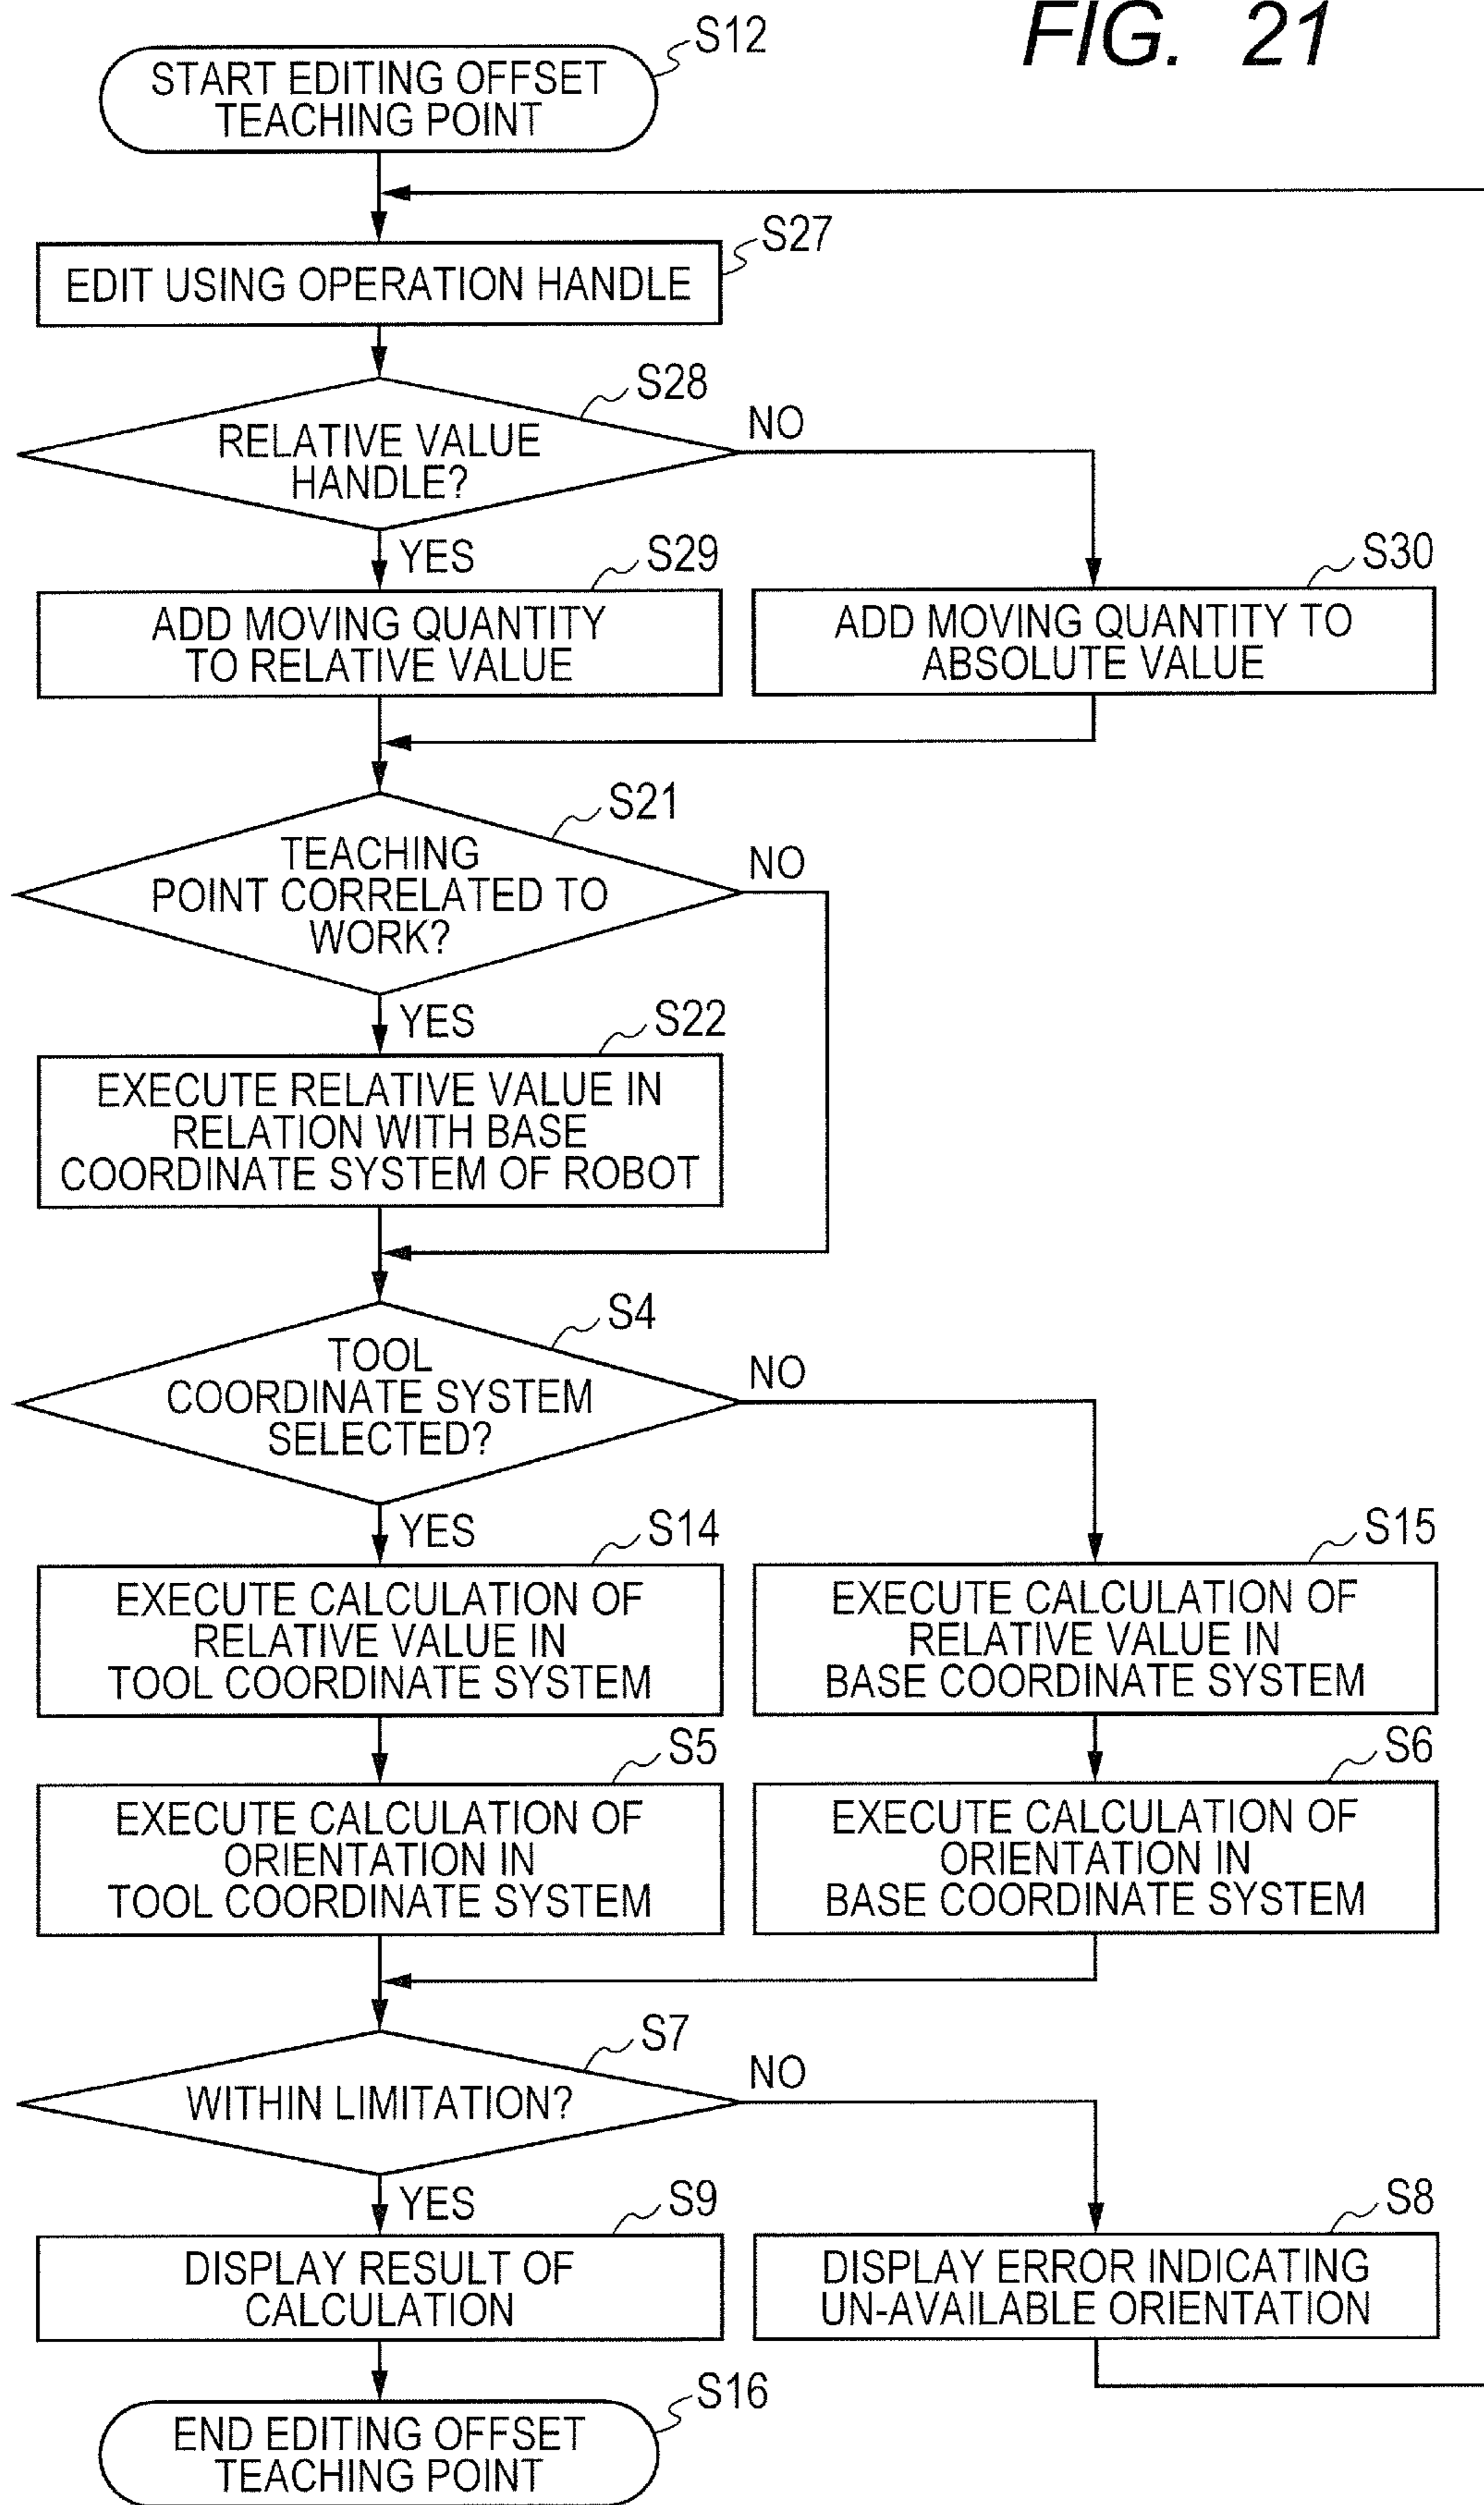 FIG. 21
S12
START EDITING OFFSET
TEACHING POINT
S27
EDIT USING OPERATION HANDLE
S28
RELATIVE VALUE
HANDLE?
NO
YES
S29
ADD MOVING QUANTITY
TO RELATIVE VALUE
S30
ADD MOVING QUANTITY TO
ABSOLUTE VALUE
S21
TEACHING
POINT CORRELATED TO
WORK?
NO
YES
S22
EXECUTE RELATIVE VALUE IN
RELATION WITH BASE
COORDINATE SYSTEM OF ROBOT
S4
TOOL
COORDINATE SYSTEM
SELECTED?
NO
YES
S14
EXECUTE CALCULATION OF
RELATIVE VALUE IN
TOOL COORDINATE SYSTEM
S15
EXECUTE CALCULATION OF
RELATIVE VALUE IN
BASE COORDINATE SYSTEM
S5
EXECUTE CALCULATION OF
ORIENTATION IN
TOOL COORDINATE SYSTEM
S6
EXECUTE CALCULATION OF
ORIENTATION IN
BASE COORDINATE SYSTEM
S7
WITHIN LIMITATION?
NO
YES
S9
DISPLAY RESULT OF
CALCULATION
S8
DISPLAY ERROR INDICATING
UN-AVAILABLE ORIENTATION
S16
END EDITING OFFSET
TEACHING POINT